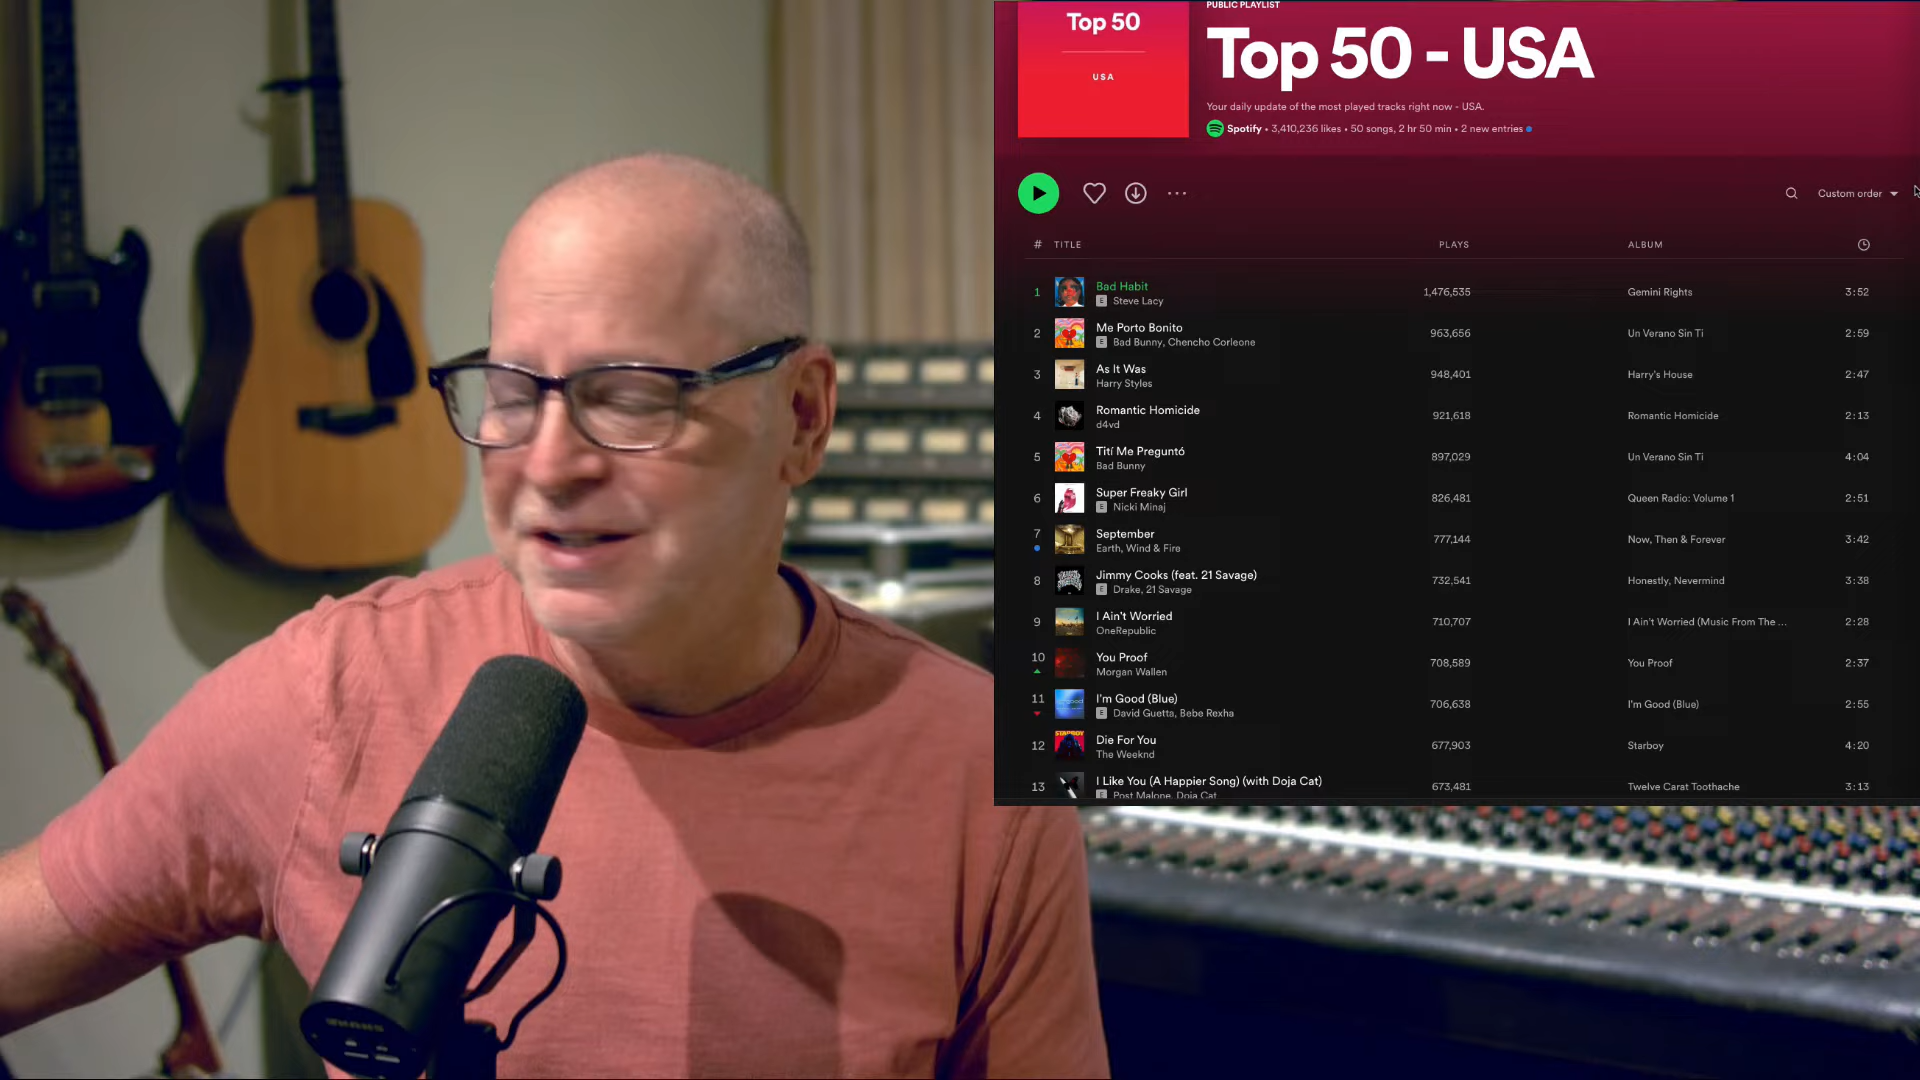 PUBLIC PLAYLIST
Top 50
USA
Top 50 - USA
Your daily update of the most played tracks right now - USA.
Spotify • 3,410,236 likes • 50 songs, 2 hr 50 min • 2 new entries
Custom order
# TITLE PLAYS ALBUM
1 Bad Habit 1,476,535 Gemini Rights 3:52
E Steve Lacy
2 Me Porto Bonito 963,656 Un Verano Sin Ti 2:59
E Bad Bunny, Chencho Corleone
3 As It Was 948,401 Harry's House 2:47
Harry Styles
4 Romantic Homicide 921,618 Romantic Homicide 2:13
d4vd
5 Tití Me Preguntó 897,029 Un Verano Sin Ti 4:04
Bad Bunny
6 Super Freaky Girl 826,481 Queen Radio: Volume 1 2:51
E Nicki Minaj
7 September 777,144 Now, Then & Forever 3:42
Earth, Wind & Fire
8 Jimmy Cooks (feat. 21 Savage) 732,541 Honestly, Nevermind 3:38
E Drake, 21 Savage
9 I Ain't Worried 710,707 I Ain't Worried (Music From The ... 2:28
OneRepublic
10 You Proof 708,589 You Proof 2:37
Morgan Wallen
11 I'm Good (Blue) 706,638 I'm Good (Blue) 2:55
E David Guetta, Bebe Rexha
12 Die For You 677,903 Starboy 4:20
The Weeknd
STARBOY
13 I Like You (A Happier Song) (with Doja Cat) 673,481 Twelve Carat Toothache 3:13
E Post Malone, Doja Cat